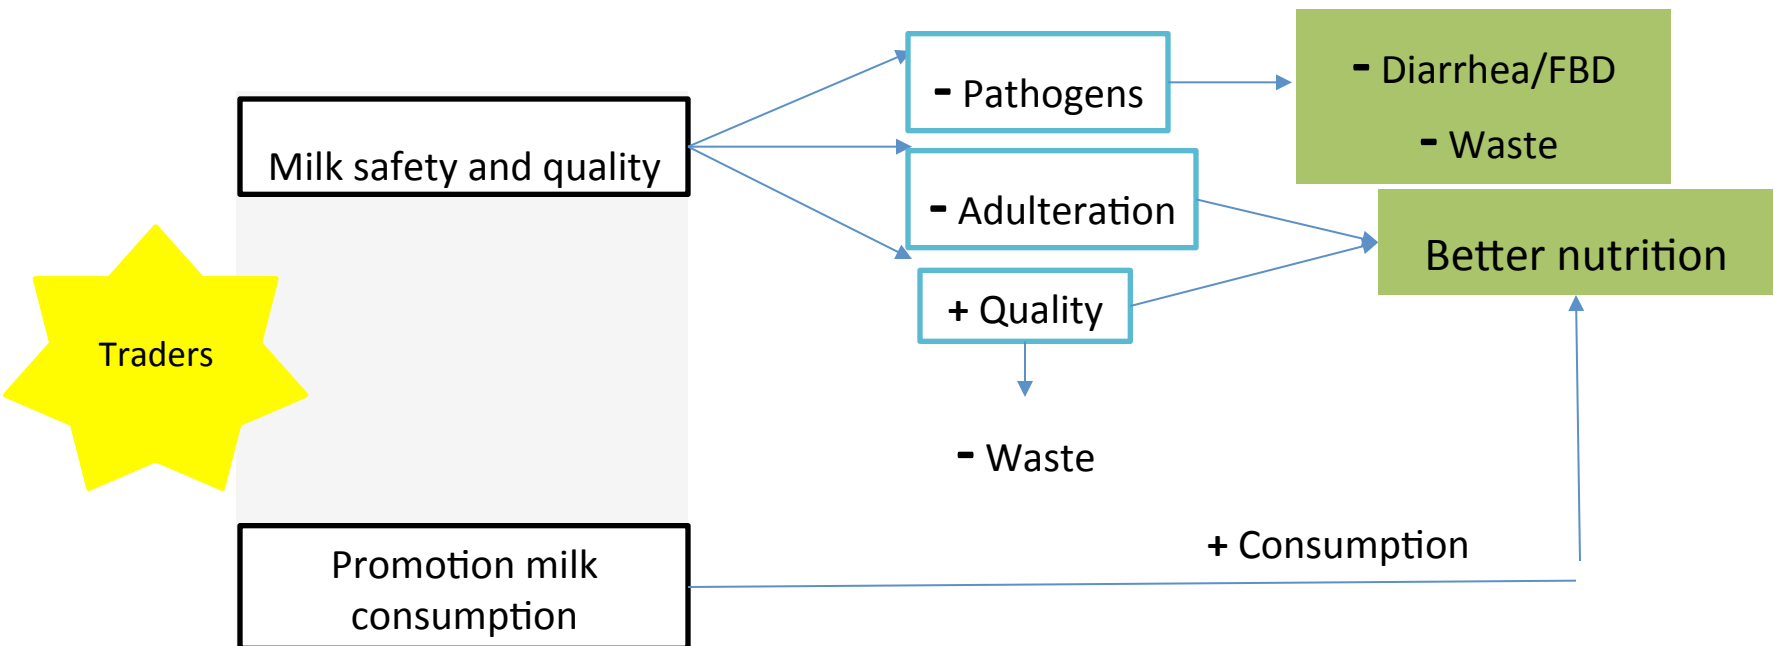 Traders
Milk safety and quality
Promotion milk
consumption
- Pathogens
- Adulteration
+ Quality
- Waste
+ Consumption
- Diarrhea/FBD
- Waste
Better nutrition